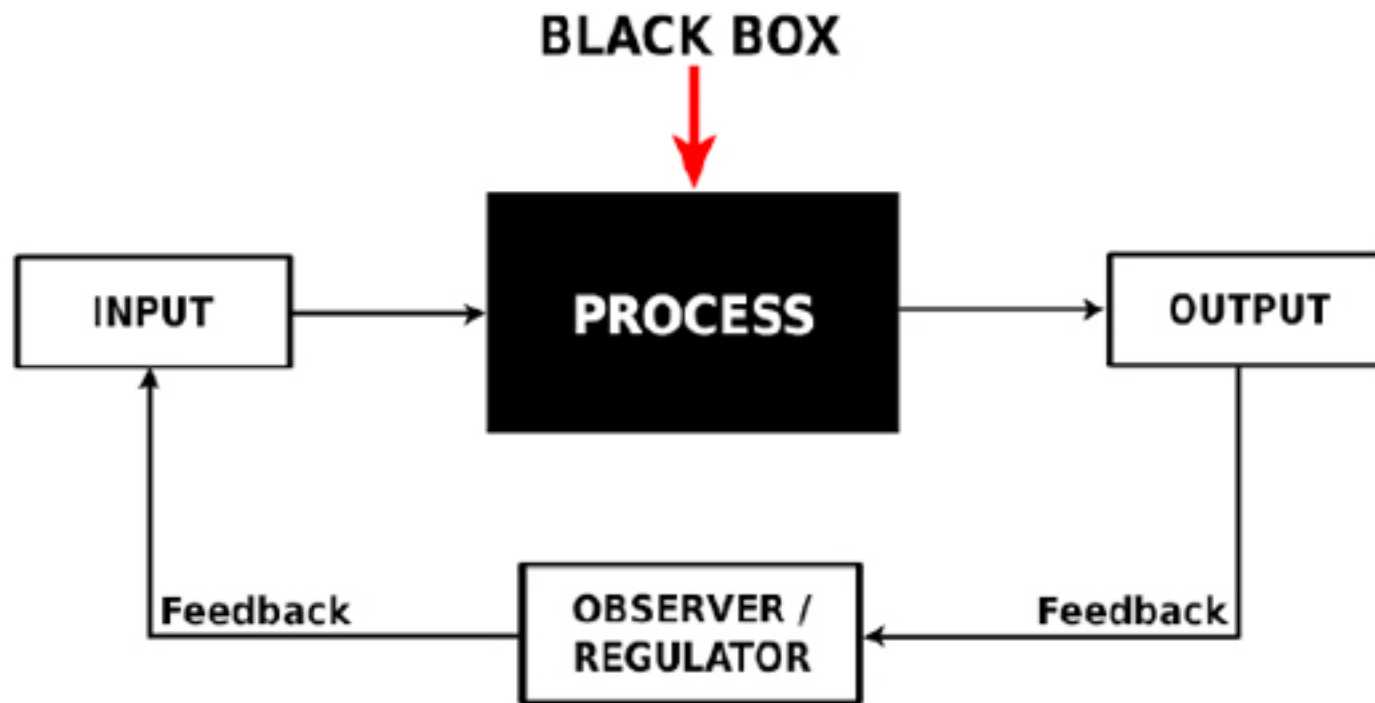 BLACK BOX
INPUT
PROCESS
OUTPUT
Feedback
OBSERVER /
REGULATOR
Feedback